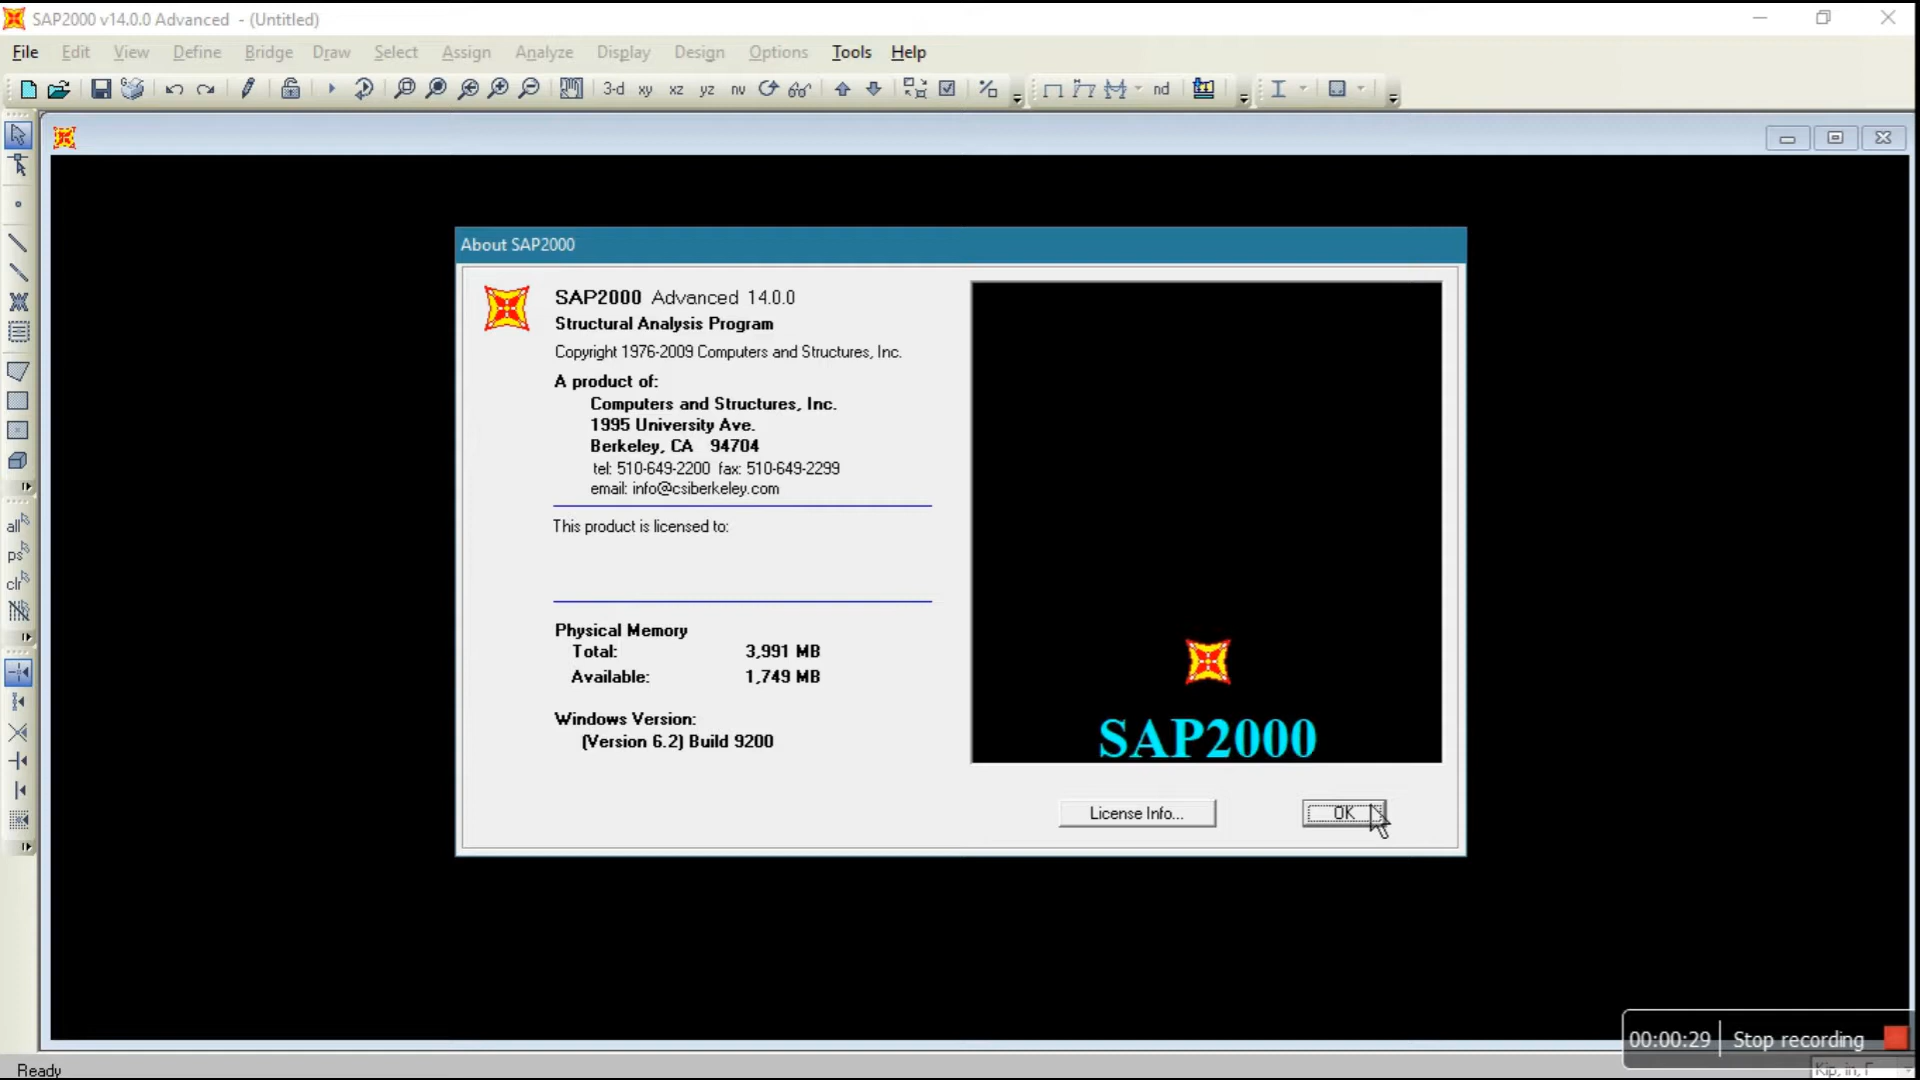 SAP2000 v14.0.0 Advanced - (Untitled)
File Edit View Define Bridge Draw Select Assign Analyze Display Design Options Tools Help
3-d xy xz yz nv nd
About SAP2000
SAP2000 Advanced 14.0.0
Structural Analysis Program
Copyright 1976-2009 Computers and Structures, Inc.
A product of:
Computers and Structures, Inc.
1995 University Ave.
Berkeley, CA 94704
tel: 510-649-2200 fax: 510-649-2299
email: info@csiberkeley.com
This product is licensed to:
Physical Memory
Total: 3,991 MB
Available: 1,749 MB
Windows Version:
(Version 6.2) Build 9200
SAP2000
License Info...
OK
all
ps
clr
00:00:29 Stop recording
Kip, in, F
Ready